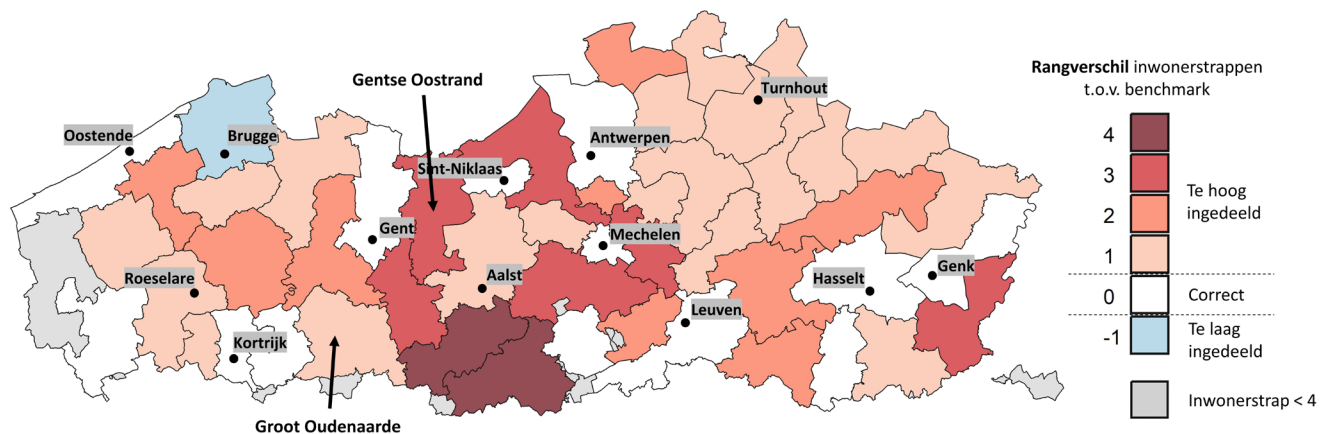 Gentse Oostrand
Turnhout
Oostende
Brugge
Antwerpen
Sint-Niklaas
Gent
Mechelen
Roeselare
Aalst
Hasselt
Genk
Leuven
Kortrijk
Groot Oudenaarde
Rangverschil inwonerstrappen
t.o.v. benchmark
4
3
2
1
0
-1
Te hoog
ingedeeld
Correct
Te laag
ingedeeld
Inwonerstrap < 4